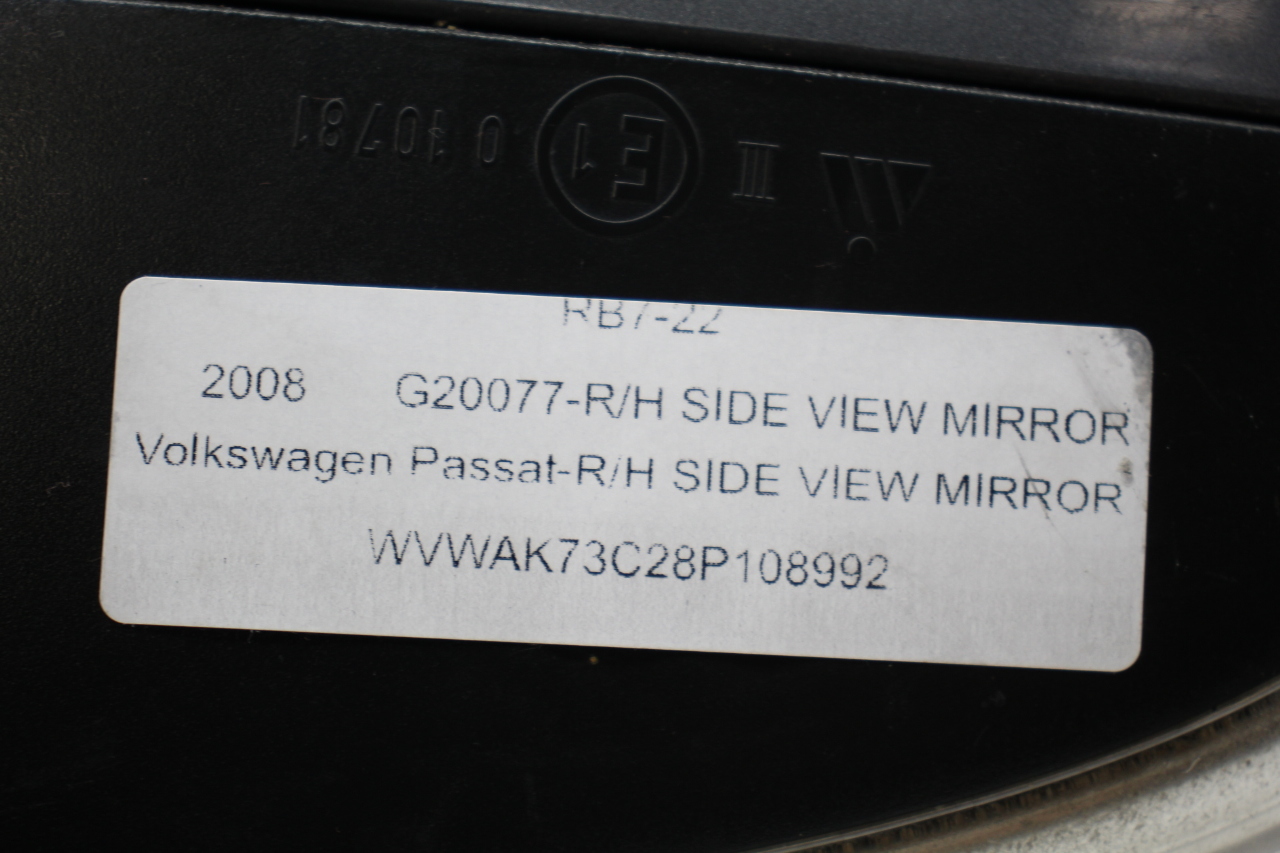 III E1 0 10781
RB7-22
2008 G20077-R/H SIDE VIEW MIRROR
Volkswagen Passat-R/H SIDE VIEW MIRROR
WVWAK73C28P108992